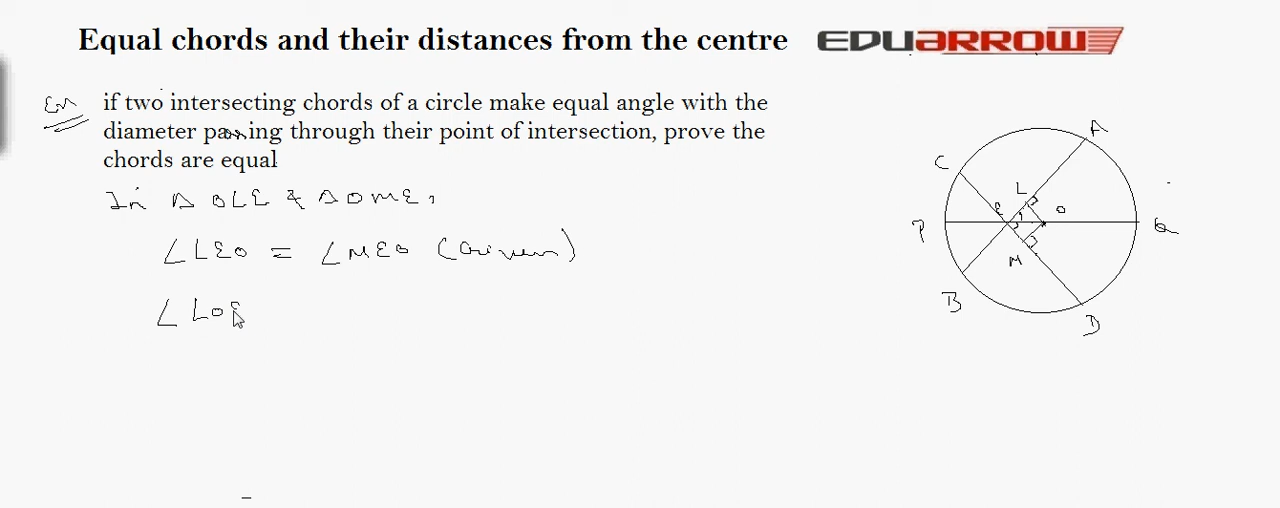 Equal chords and their distances from the centre EDUARROW
Ex if two intersecting chords of a circle make equal angle with the
diameter passing through their point of intersection, prove the
chords are equal
In Δ OLE & Δ OME,
∠LEO = ∠MEO (Given)
∠LOE
A
C
L
E
O
P
Q
M
B
D